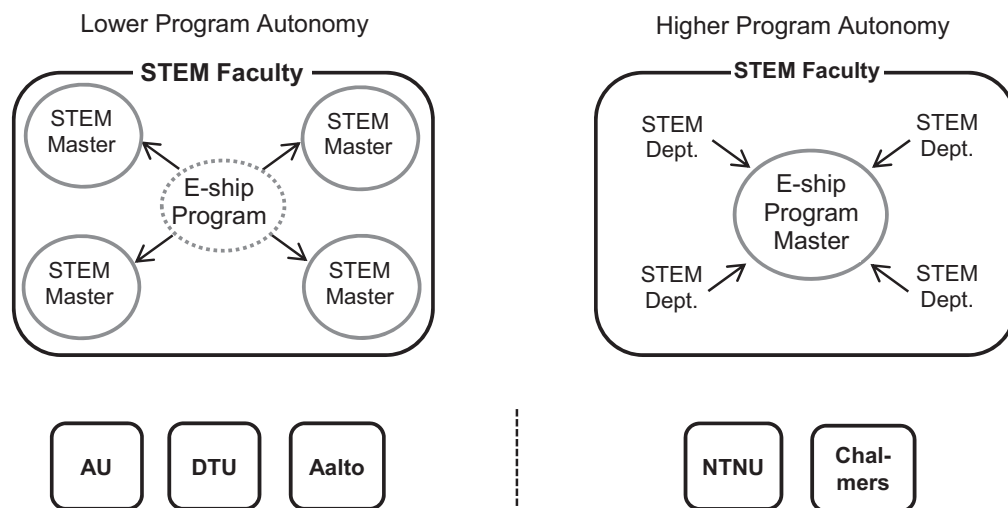 Lower Program Autonomy
STEM Faculty
STEM
Master
STEM
Master
E-ship
Program
STEM
Master
STEM
Master
Higher Program Autonomy
STEM Faculty
STEM
Dept.
STEM
Dept.
E-ship
Program
Master
STEM
Dept.
STEM
Dept.
AU
DTU
Aalto
NTNU
Chal-
mers